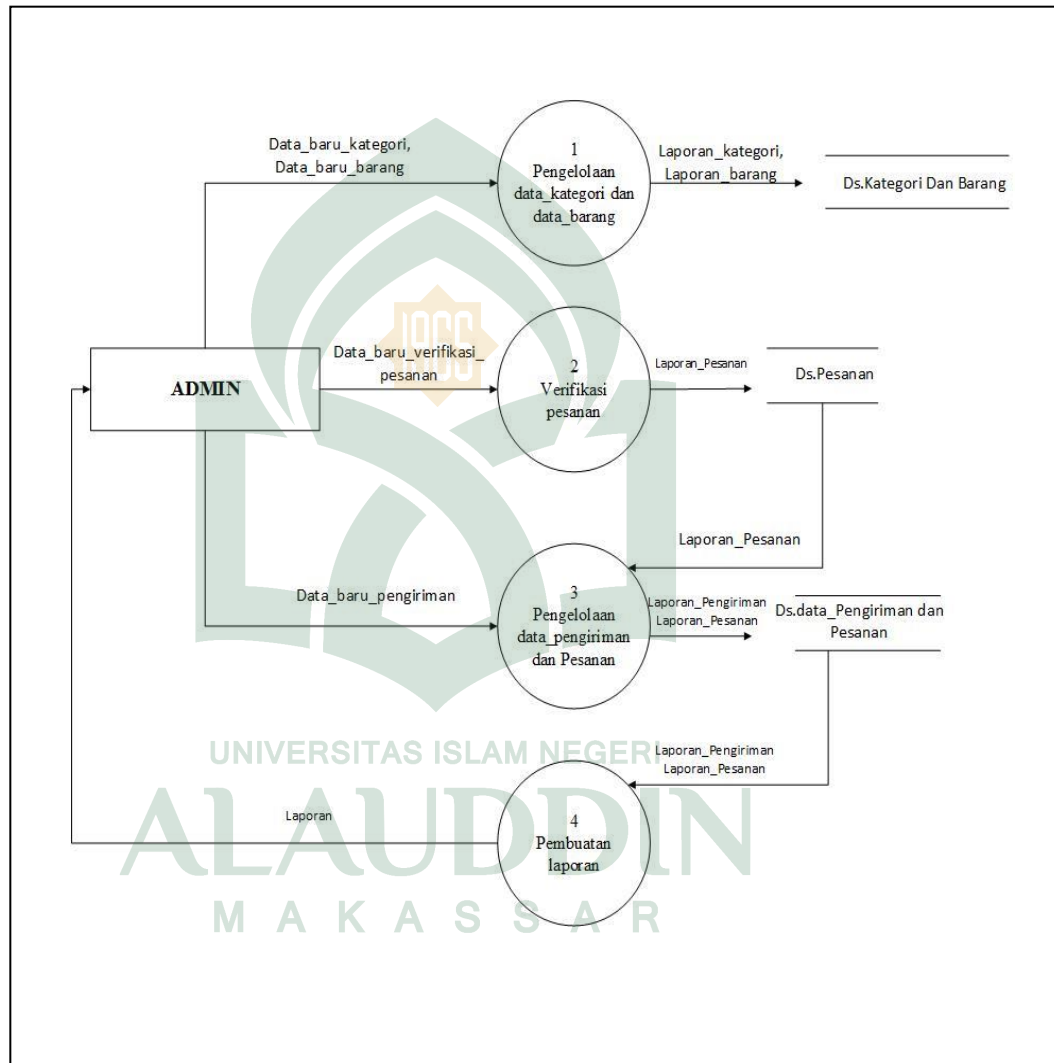 Data_baru_kategori,
Data_baru_barang
1
Pengelolaan
data_kategori dan
data_barang
Laporan_kategori,
Laporan_barang
Ds.Kategori Dan Barang
ADMIN
Data_baru_verifikasi_
pesanan
2
Verifikasi
pesanan
Laporan_Pesanan
Ds.Pesanan
Laporan_Pesanan
Data_baru_pengiriman
3
Pengelolaan
data_pengiriman
dan Pesanan
Laporan_Pengiriman
Laporan_Pesanan
Ds.data_Pengiriman dan
Pesanan
Laporan_Pengiriman
Laporan_Pesanan
Laporan
4
Pembuatan
laporan
UNIVERSITAS ISLAM NEGERI
ALAUDDIN
MAKASSAR